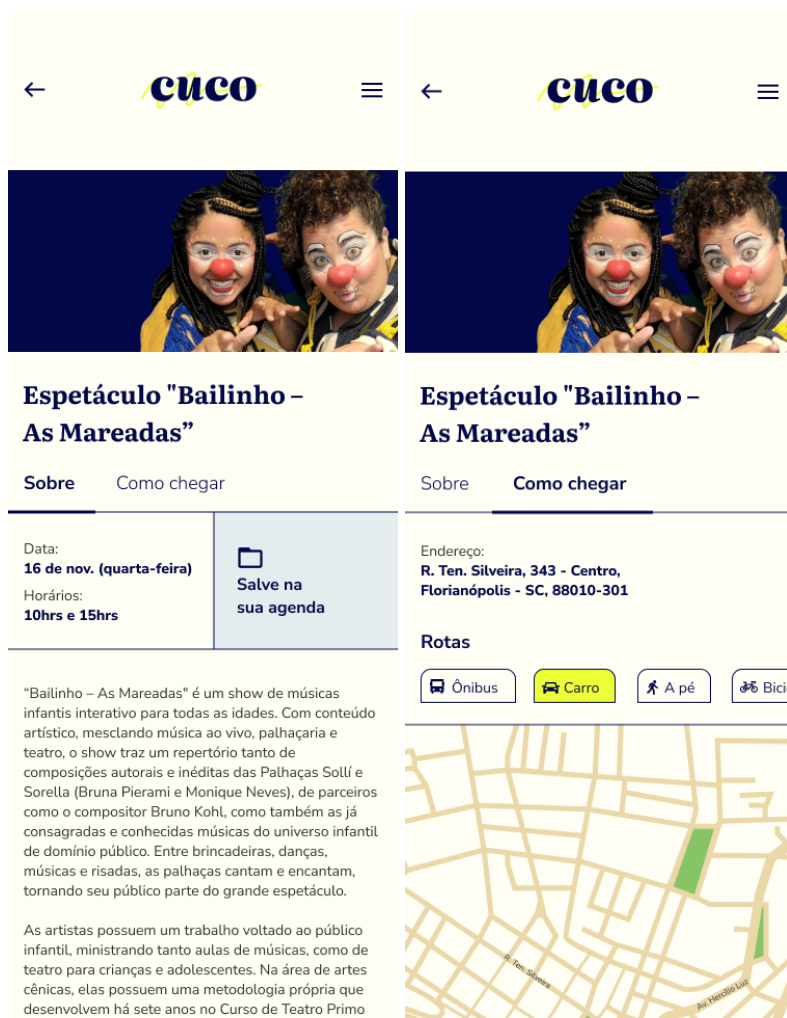 cuco
Espetáculo "Bailinho –
As Mareadas”
Sobre
Como chegar
Data:
16 de nov. (quarta-feira)
Horários:
10hrs e 15hrs
Salve na
sua agenda
“Bailinho – As Mareadas" é um show de músicas
infantis interativo para todas as idades. Com conteúdo
artístico, mesclando música ao vivo, palhaçaria e
teatro, o show traz um repertório tanto de
composições autorais e inéditas das Palhaças Sollí e
Sorella (Bruna Pierami e Monique Neves), de parceiros
como o compositor Bruno Kohl, como também as já
consagradas e conhecidas músicas do universo infantil
de domínio público. Entre brincadeiras, danças,
músicas e risadas, as palhaças cantam e encantam,
tornando seu público parte do grande espetáculo.
As artistas possuem um trabalho voltado ao público
infantil, ministrando tanto aulas de músicas, como de
teatro para crianças e adolescentes. Na área de artes
cênicas, elas possuem uma metodologia própria que
desenvolvem há sete anos no Curso de Teatro Primo
cuco
Espetáculo "Bailinho –
As Mareadas”
Sobre
Como chegar
Endereço:
R. Ten. Silveira, 343 - Centro,
Florianópolis - SC, 88010-301
Rotas
Ônibus
Carro
A pé
Bici
R. Ten. Silveira
Av. Hercílio Luz